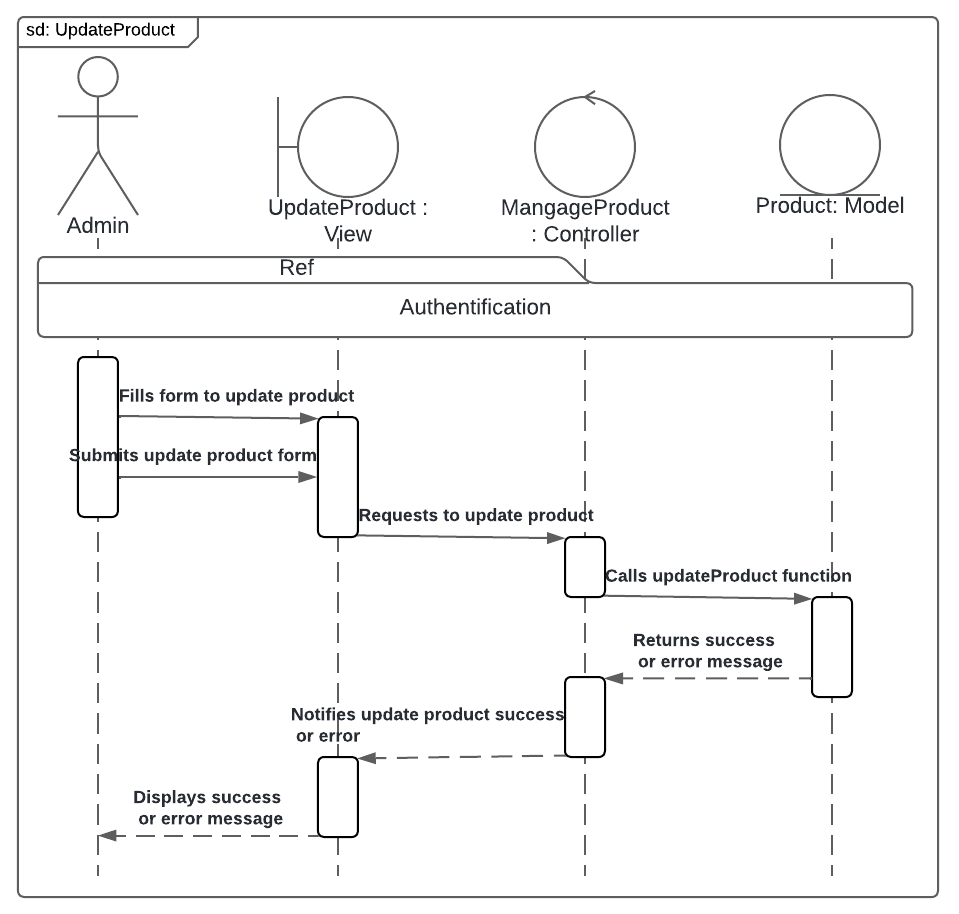 sd: UpdateProduct
Admin
UpdateProduct :
View
MangageProduct
: Controller
Product: Model
Ref
Authentification
Fills form to update product
Submits update product form
Requests to update product
Calls updateProduct function
Returns success
or error message
Notifies update product success
or error
Displays success
or error message